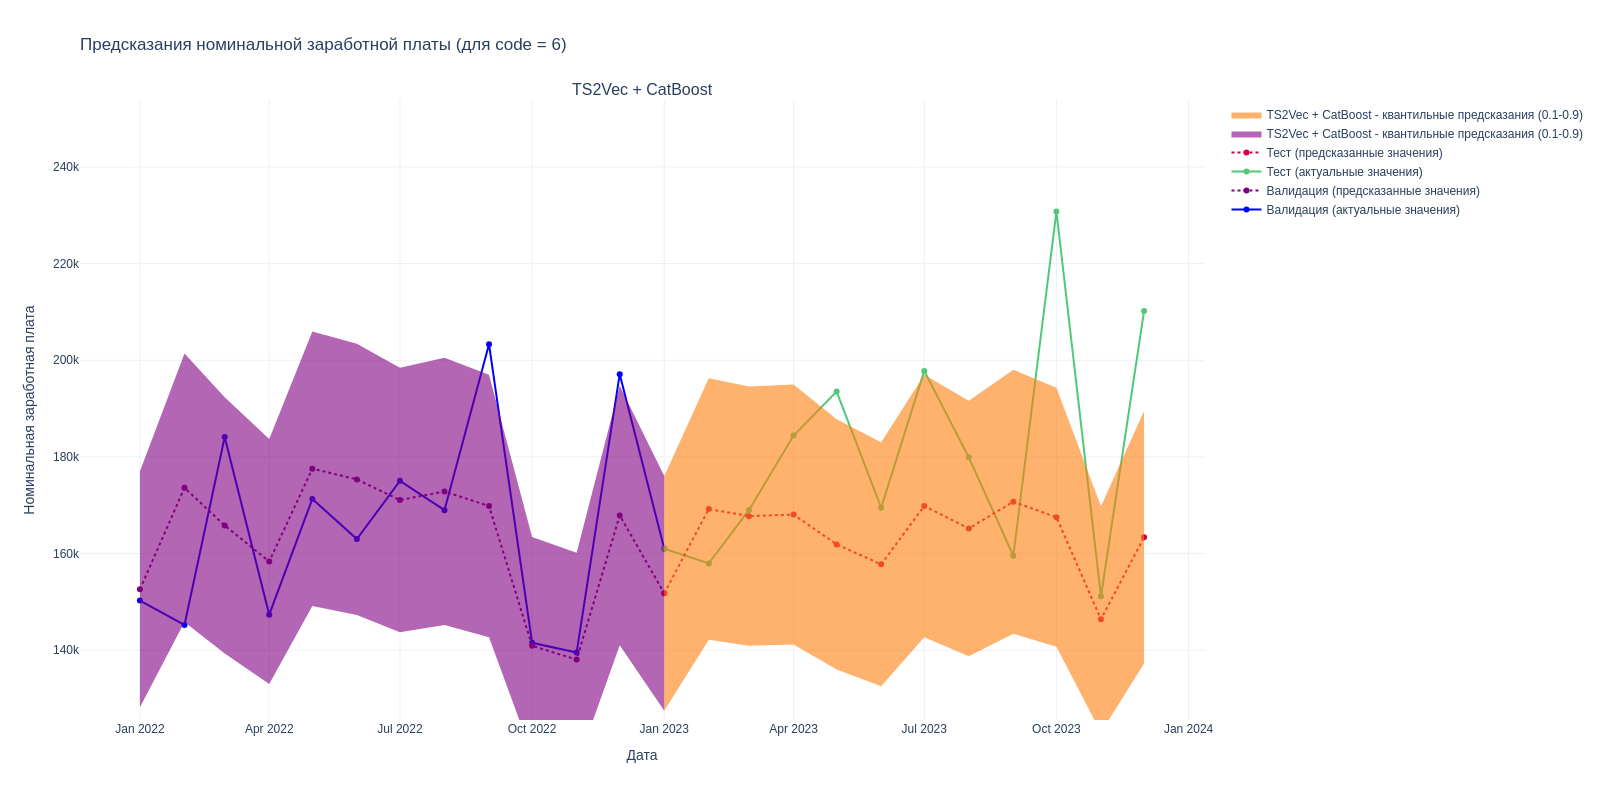 Предсказания номинальной заработной платы (для code = 6)
TS2Vec + CatBoost
TS2Vec + CatBoost - квантильные предсказания (0.1-0.9)
TS2Vec + CatBoost - квантильные предсказания (0.1-0.9)
Тест (предсказанные значения)
Тест (актуальные значения)
Валидация (предсказанные значения)
Валидация (актуальные значения)
Номинальная заработная плата
240k
220k
200k
180k
160k
140k
Jan 2022
Apr 2022
Jul 2022
Oct 2022
Jan 2023
Apr 2023
Jul 2023
Oct 2023
Jan 2024
Дата